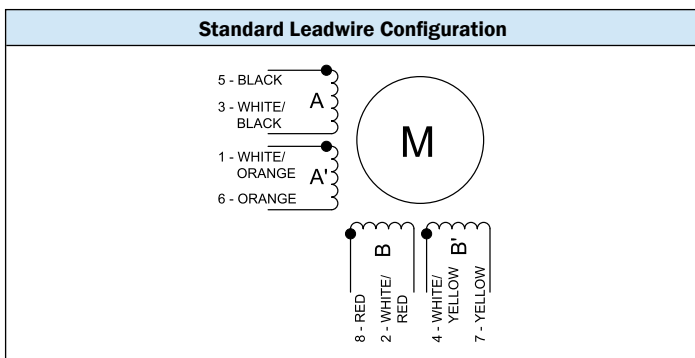 Standard Leadwire Configuration
5 - BLACK
3 - WHITE/
BLACK
A
1 - WHITE/
ORANGE
A'
6 - ORANGE
M
B
B'
8 - RED
2 - WHITE/
RED
4 - WHITE/
YELLOW
7 - YELLOW